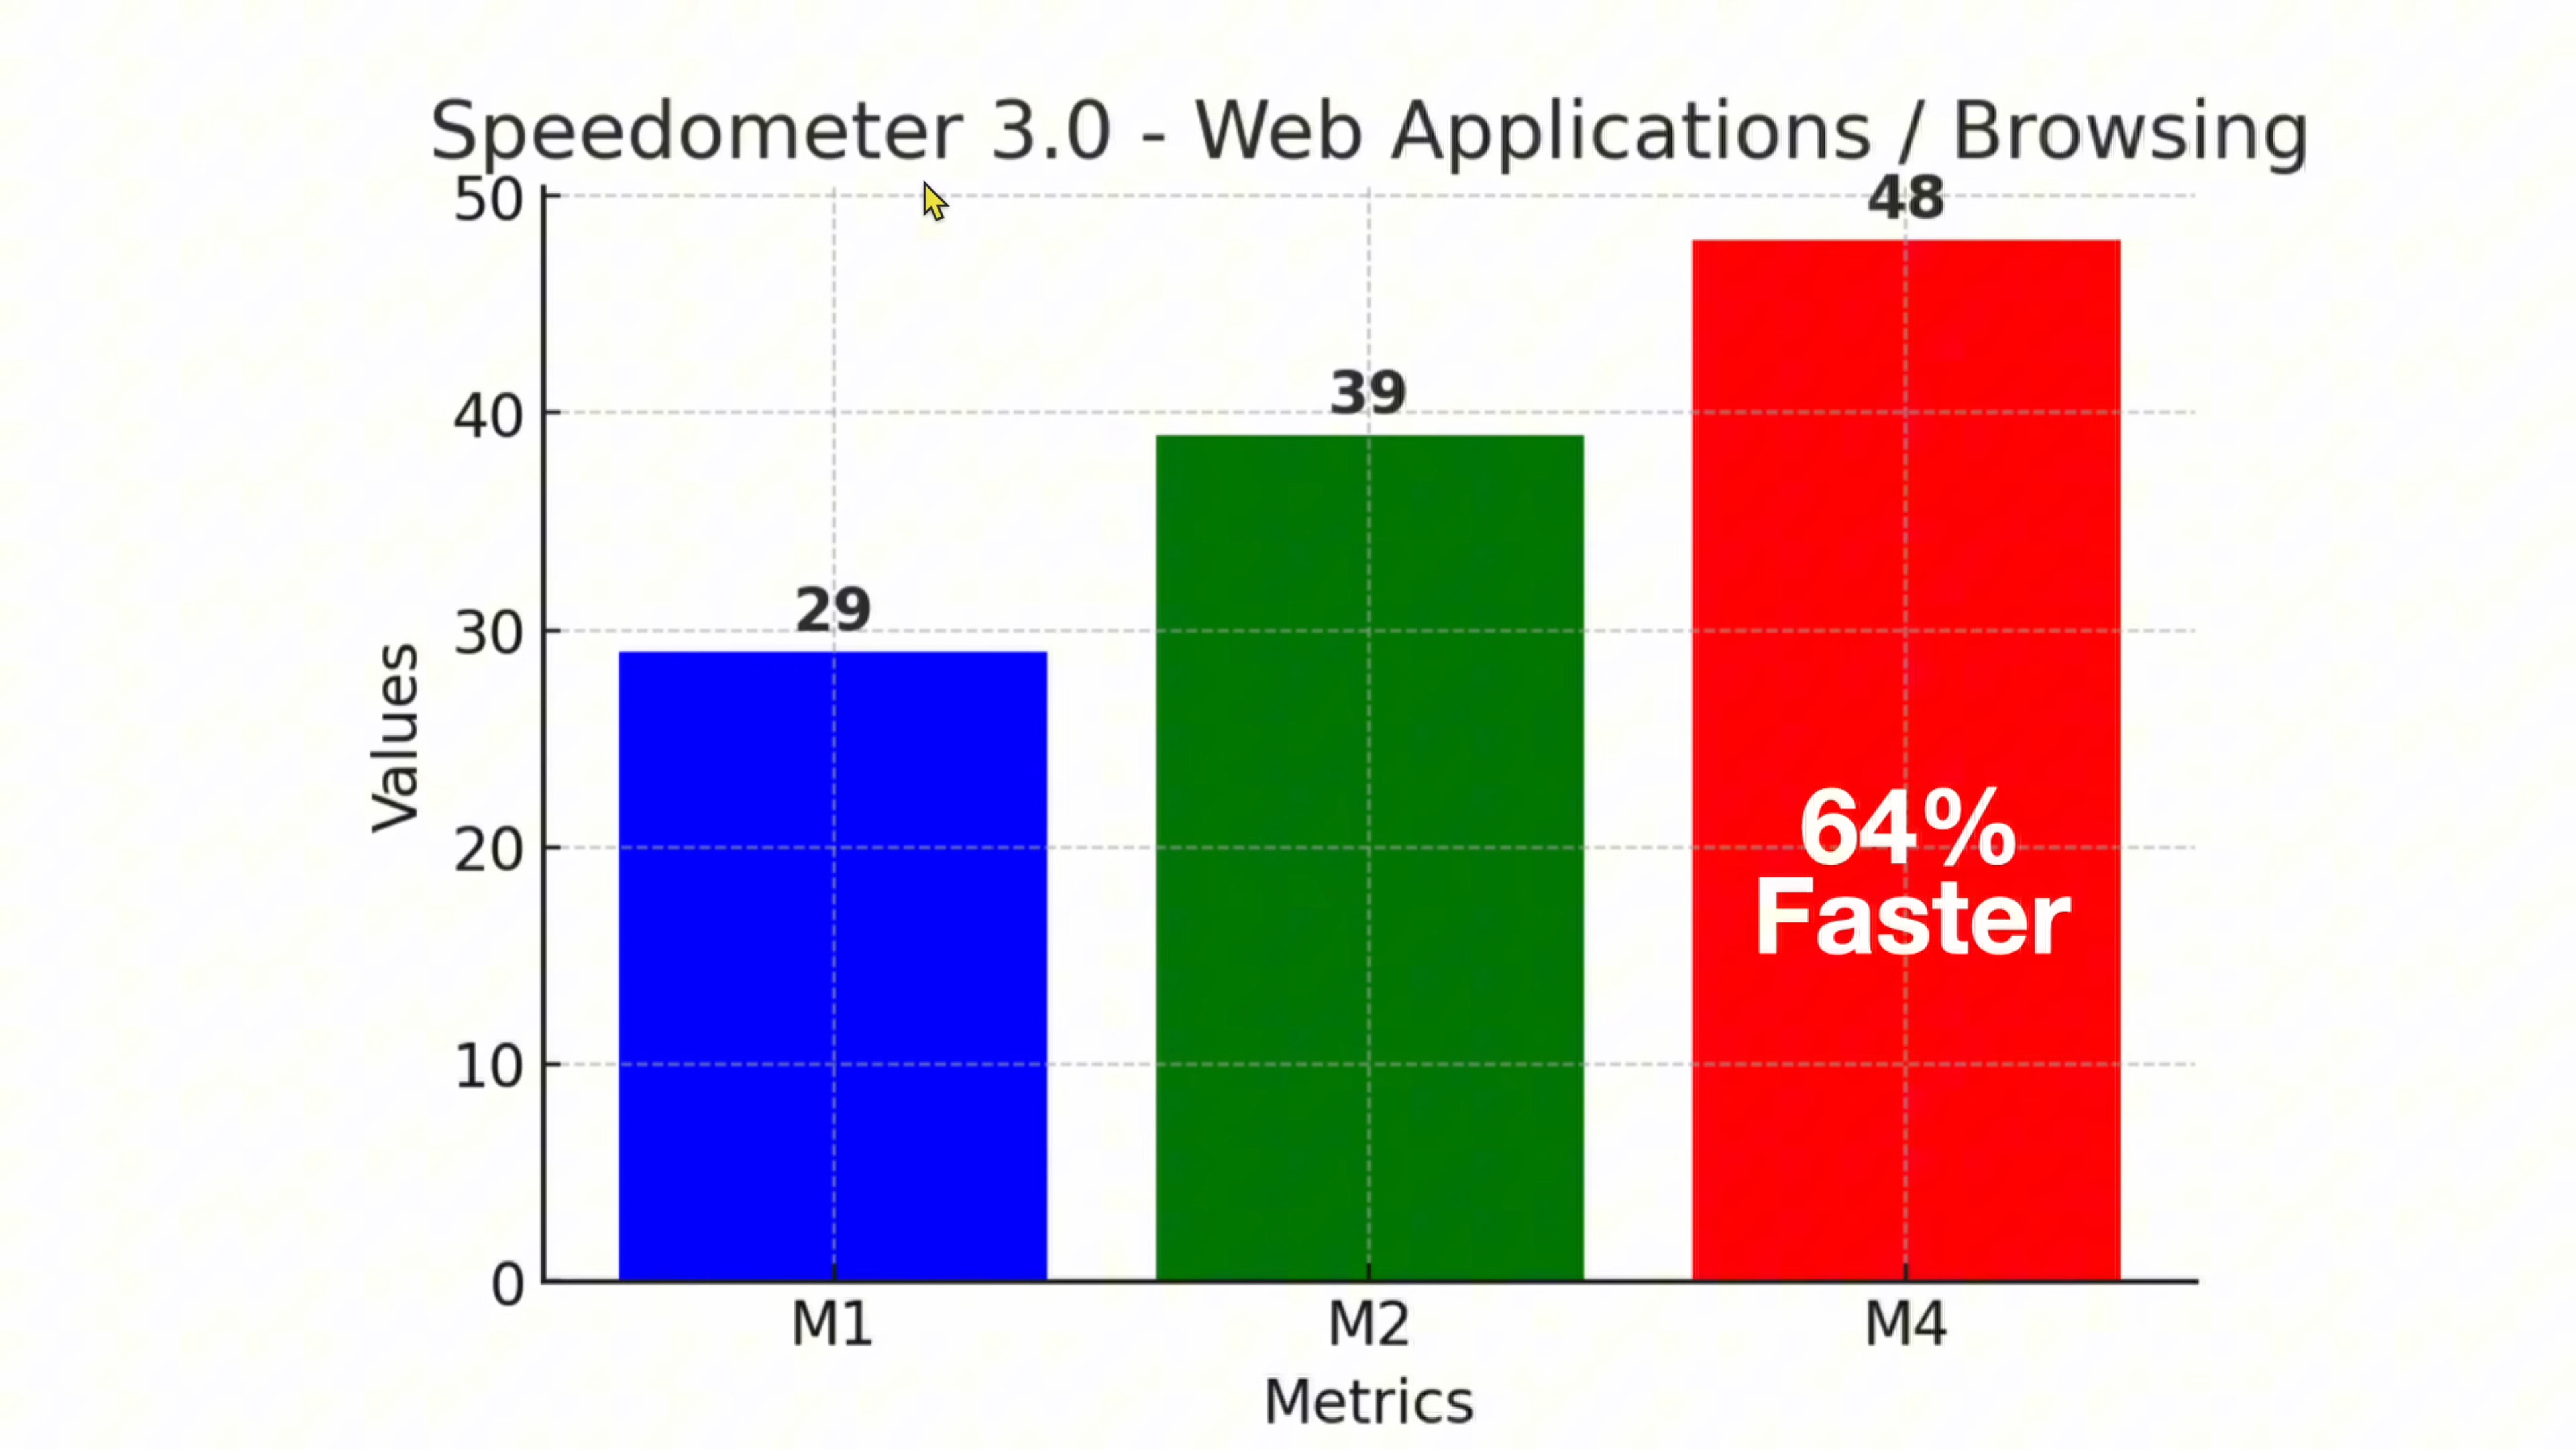 Speedometer 3.0 - Web Applications / Browsing
50
48
40
39
30
29
20
10
0
Values
64%
Faster
M1
M2
M4
Metrics